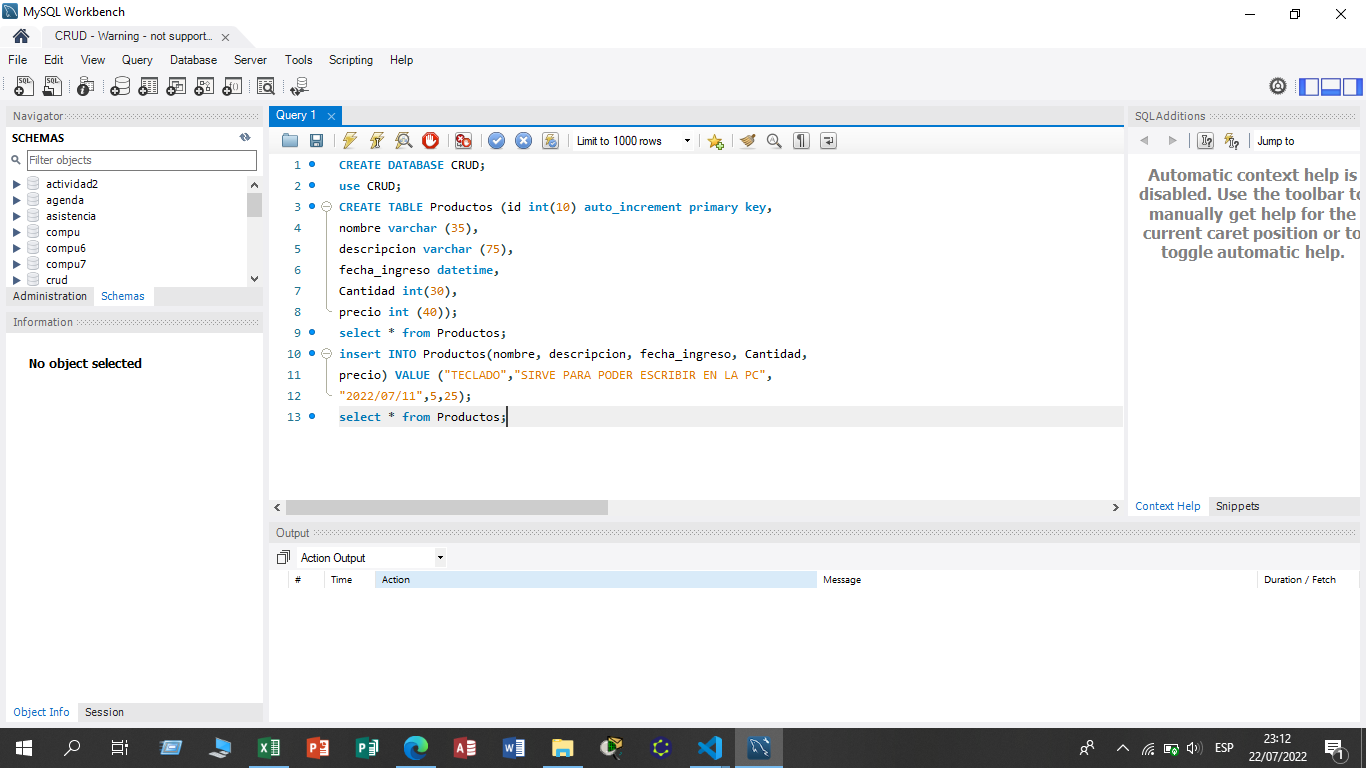 MySQL Workbench
CRUD - Warning - not support...
File Edit View Query Database Server Tools Scripting Help
Navigator
SCHEMAS
Filter objects
actividad2
agenda
asistencia
compu
compu6
compu7
crud
Administration Schemas
Information
No object selected
Object Info Session
Query 1
Limit to 1000 rows
1 CREATE DATABASE CRUD;
2 use CRUD;
3 CREATE TABLE Productos (id int(10) auto_increment primary key,
4 nombre varchar (35),
5 descripcion varchar (75),
6 fecha_ingreso datetime,
7 Cantidad int(30),
8 precio int (40));
9 select * from Productos;
10 insert INTO Productos(nombre, descripcion, fecha_ingreso, Cantidad,
11 precio) VALUE ("TECLADO","SIRVE PARA PODER ESCRIBIR EN LA PC",
12 "2022/07/11",5,25);
13 select * from Productos;
SQLAdditions
Jump to
Automatic context help is
disabled. Use the toolbar to
manually get help for the
current caret position or to
toggle automatic help.
Context Help Snippets
Output
Action Output
# Time Action Message Duration / Fetch
ESP
23:12
22/07/2022
1